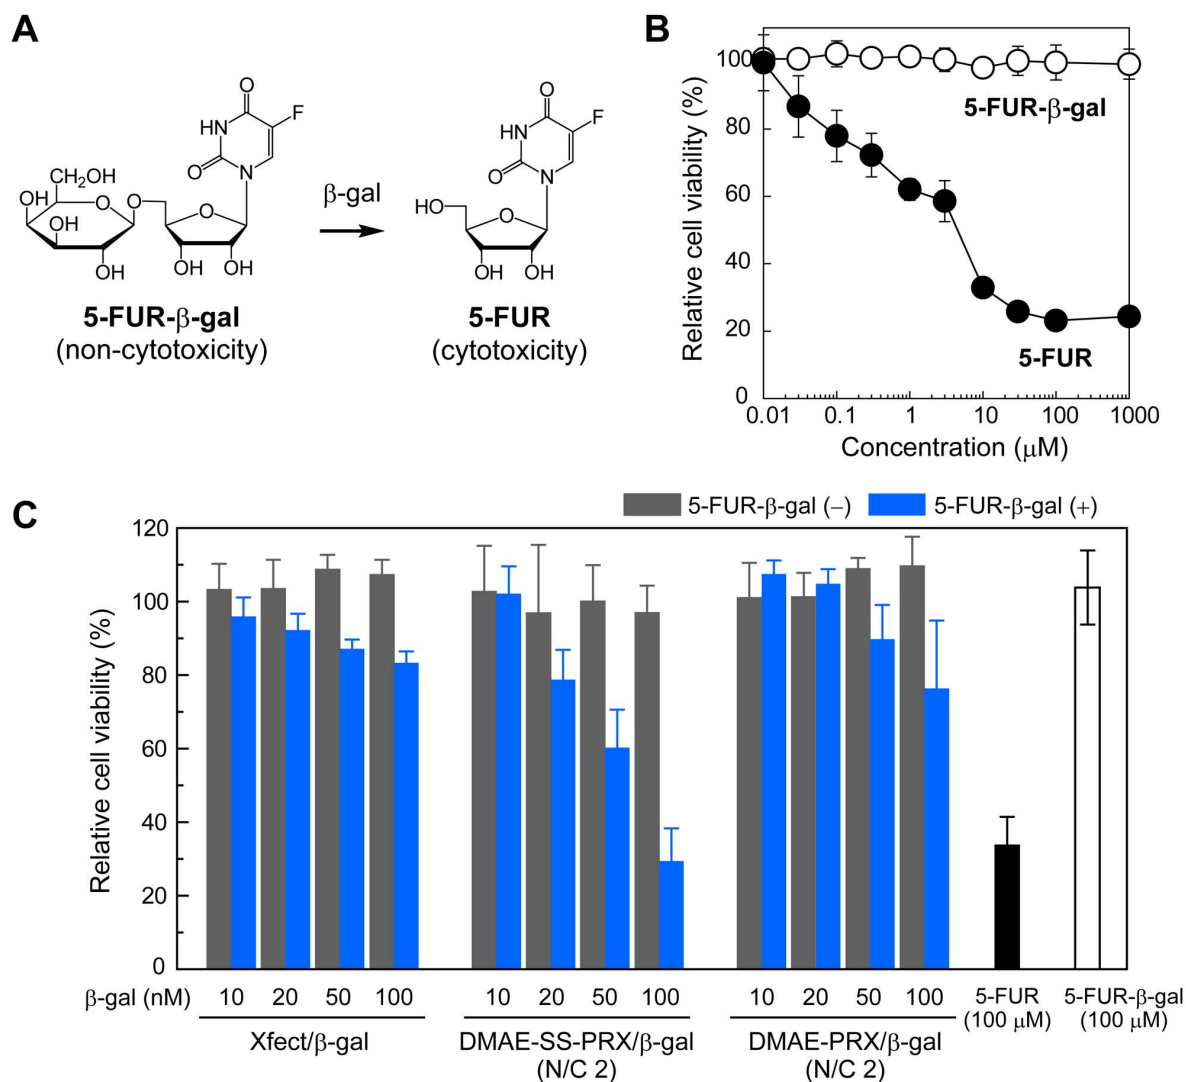 A
O
F
HN
O
N
CH₂OH
OH
O
O
O
OH
OH
OH
OH
OH
β-gal
O
F
HN
O
N
HO
O
OH
OH
5-FUR-β-gal
(non-cytotoxicity)
5-FUR
(cytotoxicity)
B
Relative cell viability (%)
100
80
60
40
20
0
0.01
0.1
1
10
100
1000
Concentration (μM)
5-FUR-β-gal
5-FUR
C
5-FUR-β-gal (−)
5-FUR-β-gal (+)
Relative cell viability (%)
120
100
80
60
40
20
0
β-gal (nM)
10 20 50 100
10 20 50 100
10 20 50 100
Xfect/β-gal
DMAE-SS-PRX/β-gal
(N/C 2)
DMAE-PRX/β-gal
(N/C 2)
5-FUR
(100 μM)
5-FUR-β-gal
(100 μM)